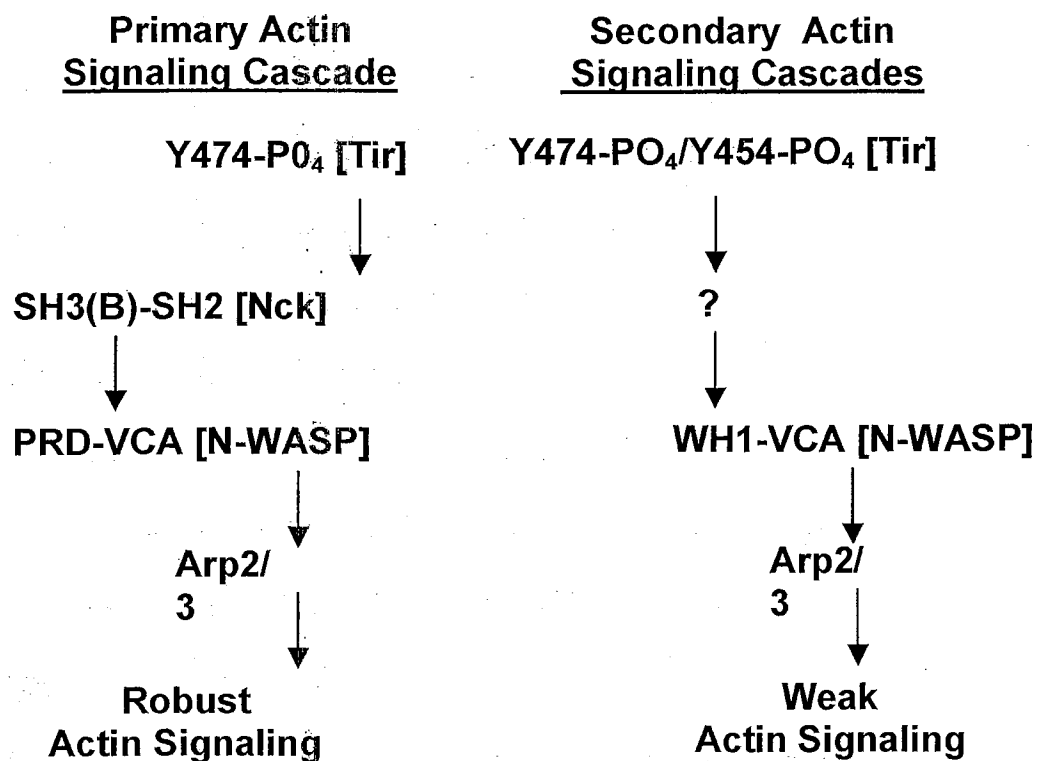 Primary Actin
Signaling Cascade
Y474-P0₄ [Tir]
SH3(B)-SH2 [Nck]
PRD-VCA [N-WASP]
Arp2/
3
Robust
Actin Signaling
Secondary Actin
Signaling Cascades
Y474-PO₄/Y454-PO₄ [Tir]
?
WH1-VCA [N-WASP]
Arp2/
3
Weak
Actin Signaling